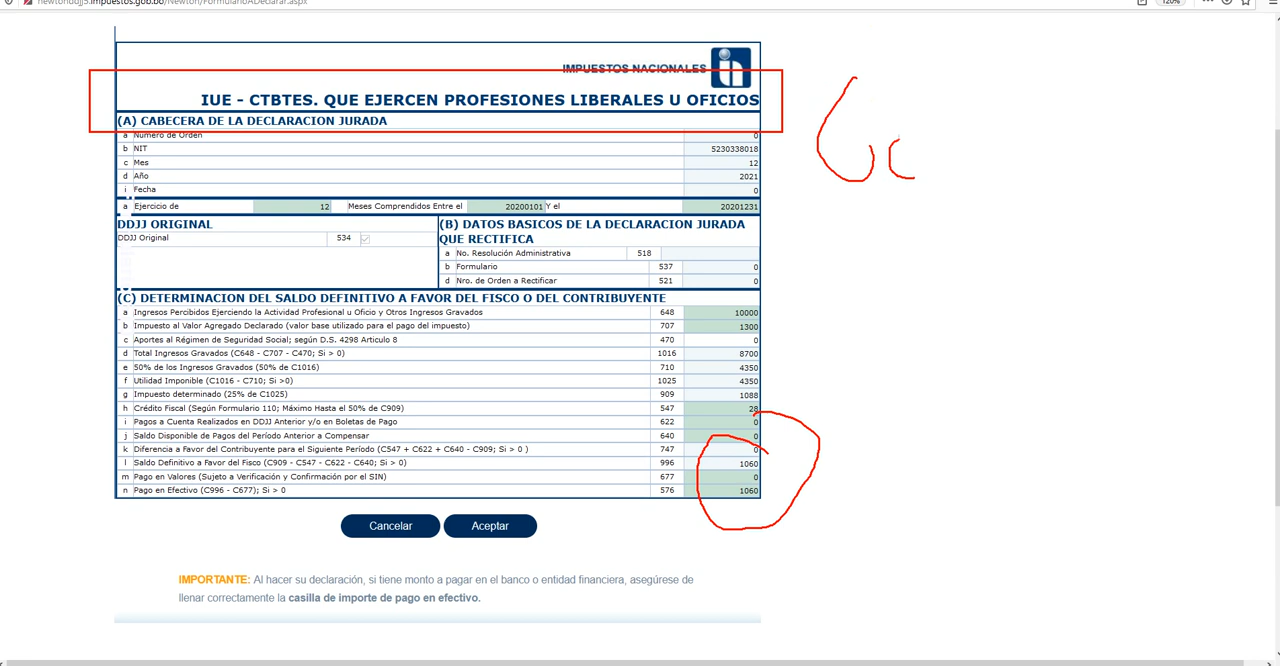 newtonddjj5.impuestos.gob.bo/Newton/FormularioADeclarar.aspx
120%
IMPUESTOS NACIONALES
IUE - CTBTES. QUE EJERCEN PROFESIONES LIBERALES U OFICIOS
(A) CABECERA DE LA DECLARACION JURADA
a Numero de Orden 0
b NIT 5230338018
c Mes 12
d Año 2021
i Fecha 0
a Ejercicio de 12 Meses Comprendidos Entre el 20200101 Y el 20201231
DDJJ ORIGINAL
DDJJ Original 534
(B) DATOS BASICOS DE LA DECLARACION JURADA
QUE RECTIFICA
a No. Resolución Administrativa 518
b Formulario 537 0
d Nro. de Orden a Rectificar 521 0
(C) DETERMINACION DEL SALDO DEFINITIVO A FAVOR DEL FISCO O DEL CONTRIBUYENTE
a Ingresos Percibidos Ejerciendo la Actividad Profesional u Oficio y Otros Ingresos Gravados 648 10000
b Impuesto al Valor Agregado Declarado (valor base utilizado para el pago del impuesto) 707 1300
c Aportes al Régimen de Seguridad Social; según D.S. 4298 Articulo 8 470 0
d Total Ingresos Gravados (C648 - C707 - C470; Si > 0) 1016 8700
e 50% de los Ingresos Gravados (50% de C1016) 710 4350
f Utilidad Imponible (C1016 - C710; Si >0) 1025 4350
g Impuesto determinado (25% de C1025) 909 1088
h Crédito Fiscal (Según Formulario 110; Máximo Hasta el 50% de C909) 547 28
i Pagos a Cuenta Realizados en DDJJ Anterior y/o en Boletas de Pago 622 0
j Saldo Disponible de Pagos del Período Anterior a Compensar 640 0
k Diferencia a Favor del Contribuyente para el Siguiente Período (C547 + C622 + C640 - C909; Si > 0 ) 747 0
l Saldo Definitivo a Favor del Fisco (C909 - C547 - C622 - C640; Si > 0) 996 1060
m Pago en Valores (Sujeto a Verificación y Confirmación por el SIN) 677 0
n Pago en Efectivo (C996 - C677); Si > 0 576 1060
Cancelar Aceptar
IMPORTANTE: Al hacer su declaración, si tiene monto a pagar en el banco o entidad financiera, asegúrese de
llenar correctamente la casilla de importe de pago en efectivo.